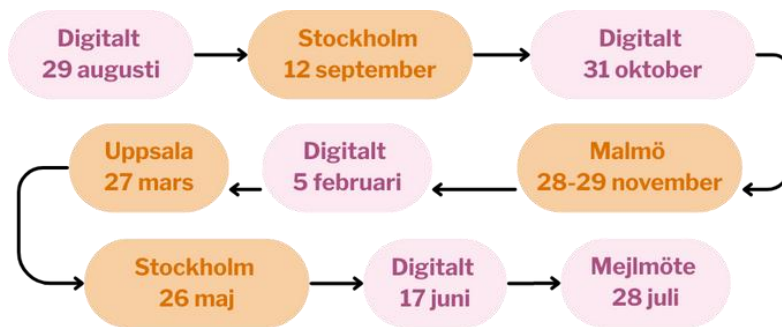 Digitalt
29 augusti
Stockholm
12 september
Digitalt
31 oktober
Malmö
28-29 november
Digitalt
5 februari
Uppsala
27 mars
Stockholm
26 maj
Digitalt
17 juni
Mejlmöte
28 juli